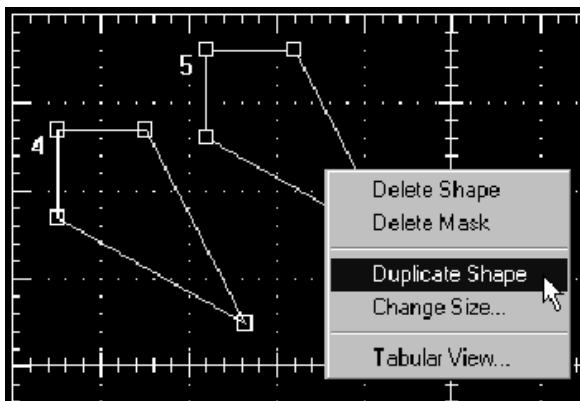 5
4
Delete Shape
Delete Mask
Duplicate Shape
Change Size...
Tabular View...